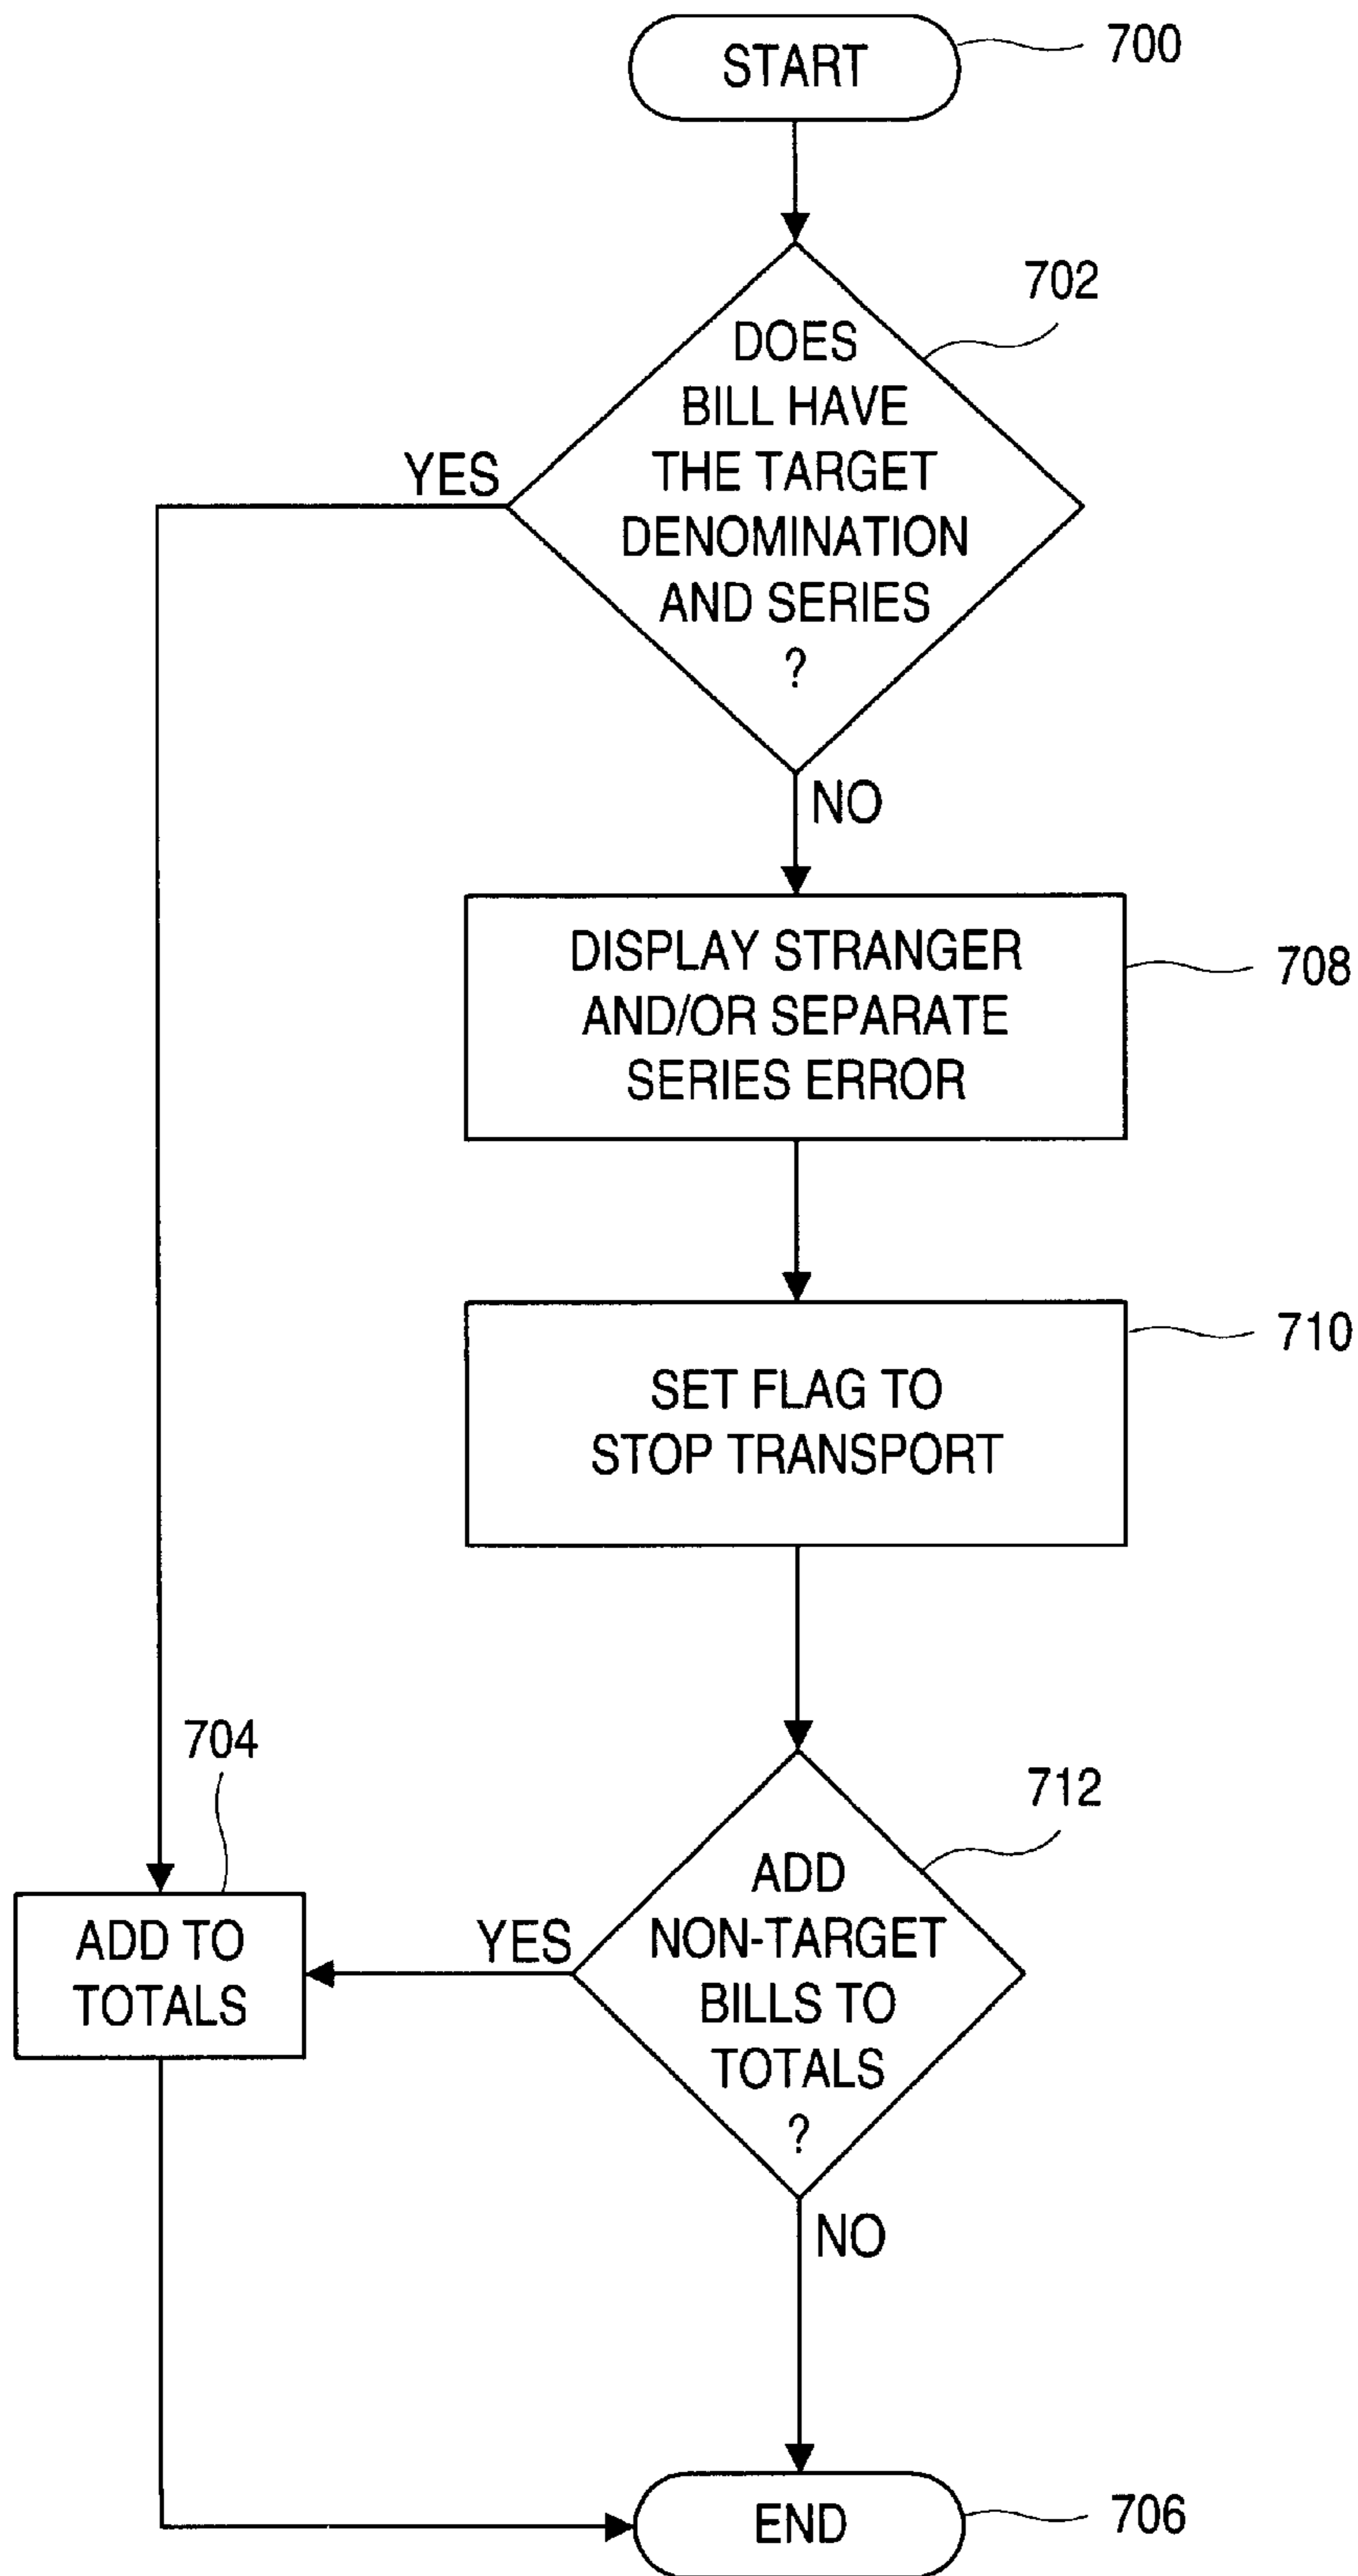 START
700
702
DOES
BILL HAVE
THE TARGET
DENOMINATION
AND SERIES
?
YES
NO
DISPLAY STRANGER
AND/OR SEPARATE
SERIES ERROR
708
SET FLAG TO
STOP TRANSPORT
710
704
ADD TO
TOTALS
YES
712
ADD
NON-TARGET
BILLS TO
TOTALS
?
NO
END
706